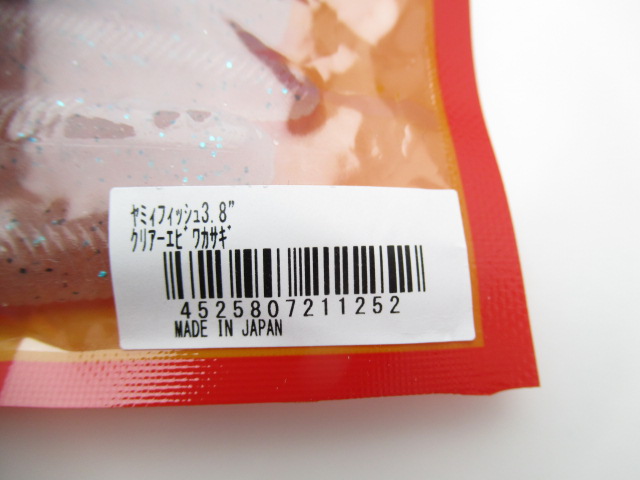 ﾔﾐｨﾌｨｯｼｭ3.8”
ｸﾘｱｰｴﾋﾞﾜｶｻｷﾞ
4525807211252
MADE IN JAPAN